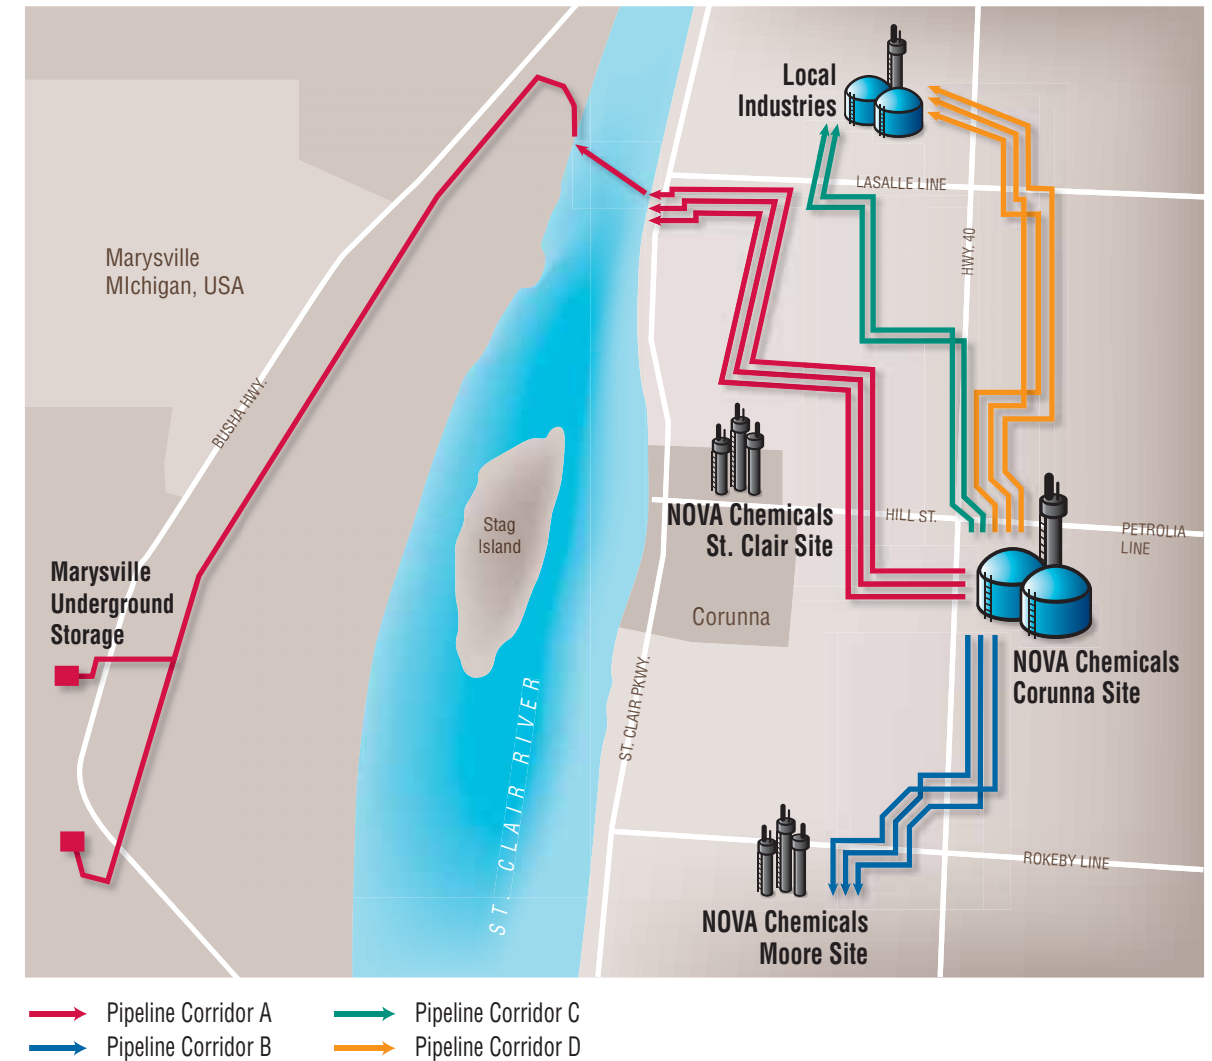 Local
Industries
LASALLE LINE
HWY. 40
Marysville
MIchigan, USA
BUSHA HWY.
Stag
Island
NOVA Chemicals
St. Clair Site
HILL ST.
PETROLIA
LINE
Marysville
Underground
Storage
Corunna
NOVA Chemicals
Corunna Site
ST. CLAIR PKWY.
ST. CLAIR RIVER
ROKEBY LINE
NOVA Chemicals
Moore Site
Pipeline Corridor A
Pipeline Corridor C
Pipeline Corridor B
Pipeline Corridor D